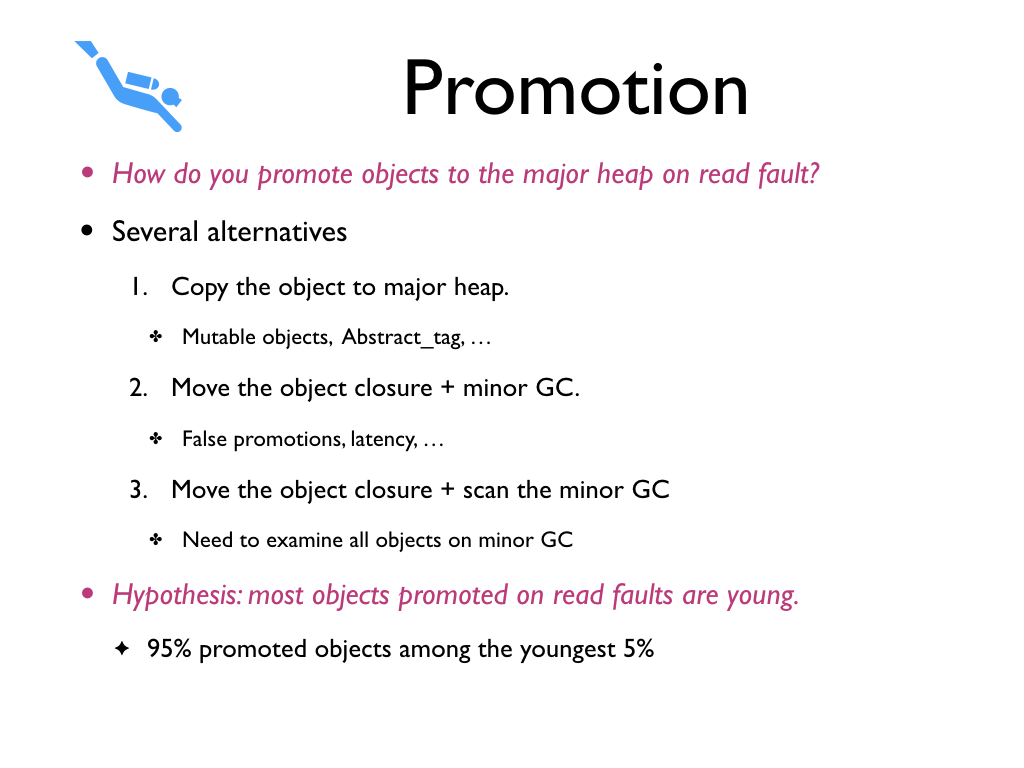 Promotion
• How do you promote objects to the major heap on read fault?
• Several alternatives
1. Copy the object to major heap.
✤ Mutable objects, Abstract_tag, …
2. Move the object closure + minor GC.
✤ False promotions, latency, …
3. Move the object closure + scan the minor GC
✤ Need to examine all objects on minor GC
• Hypothesis: most objects promoted on read faults are young.
✦ 95% promoted objects among the youngest 5%